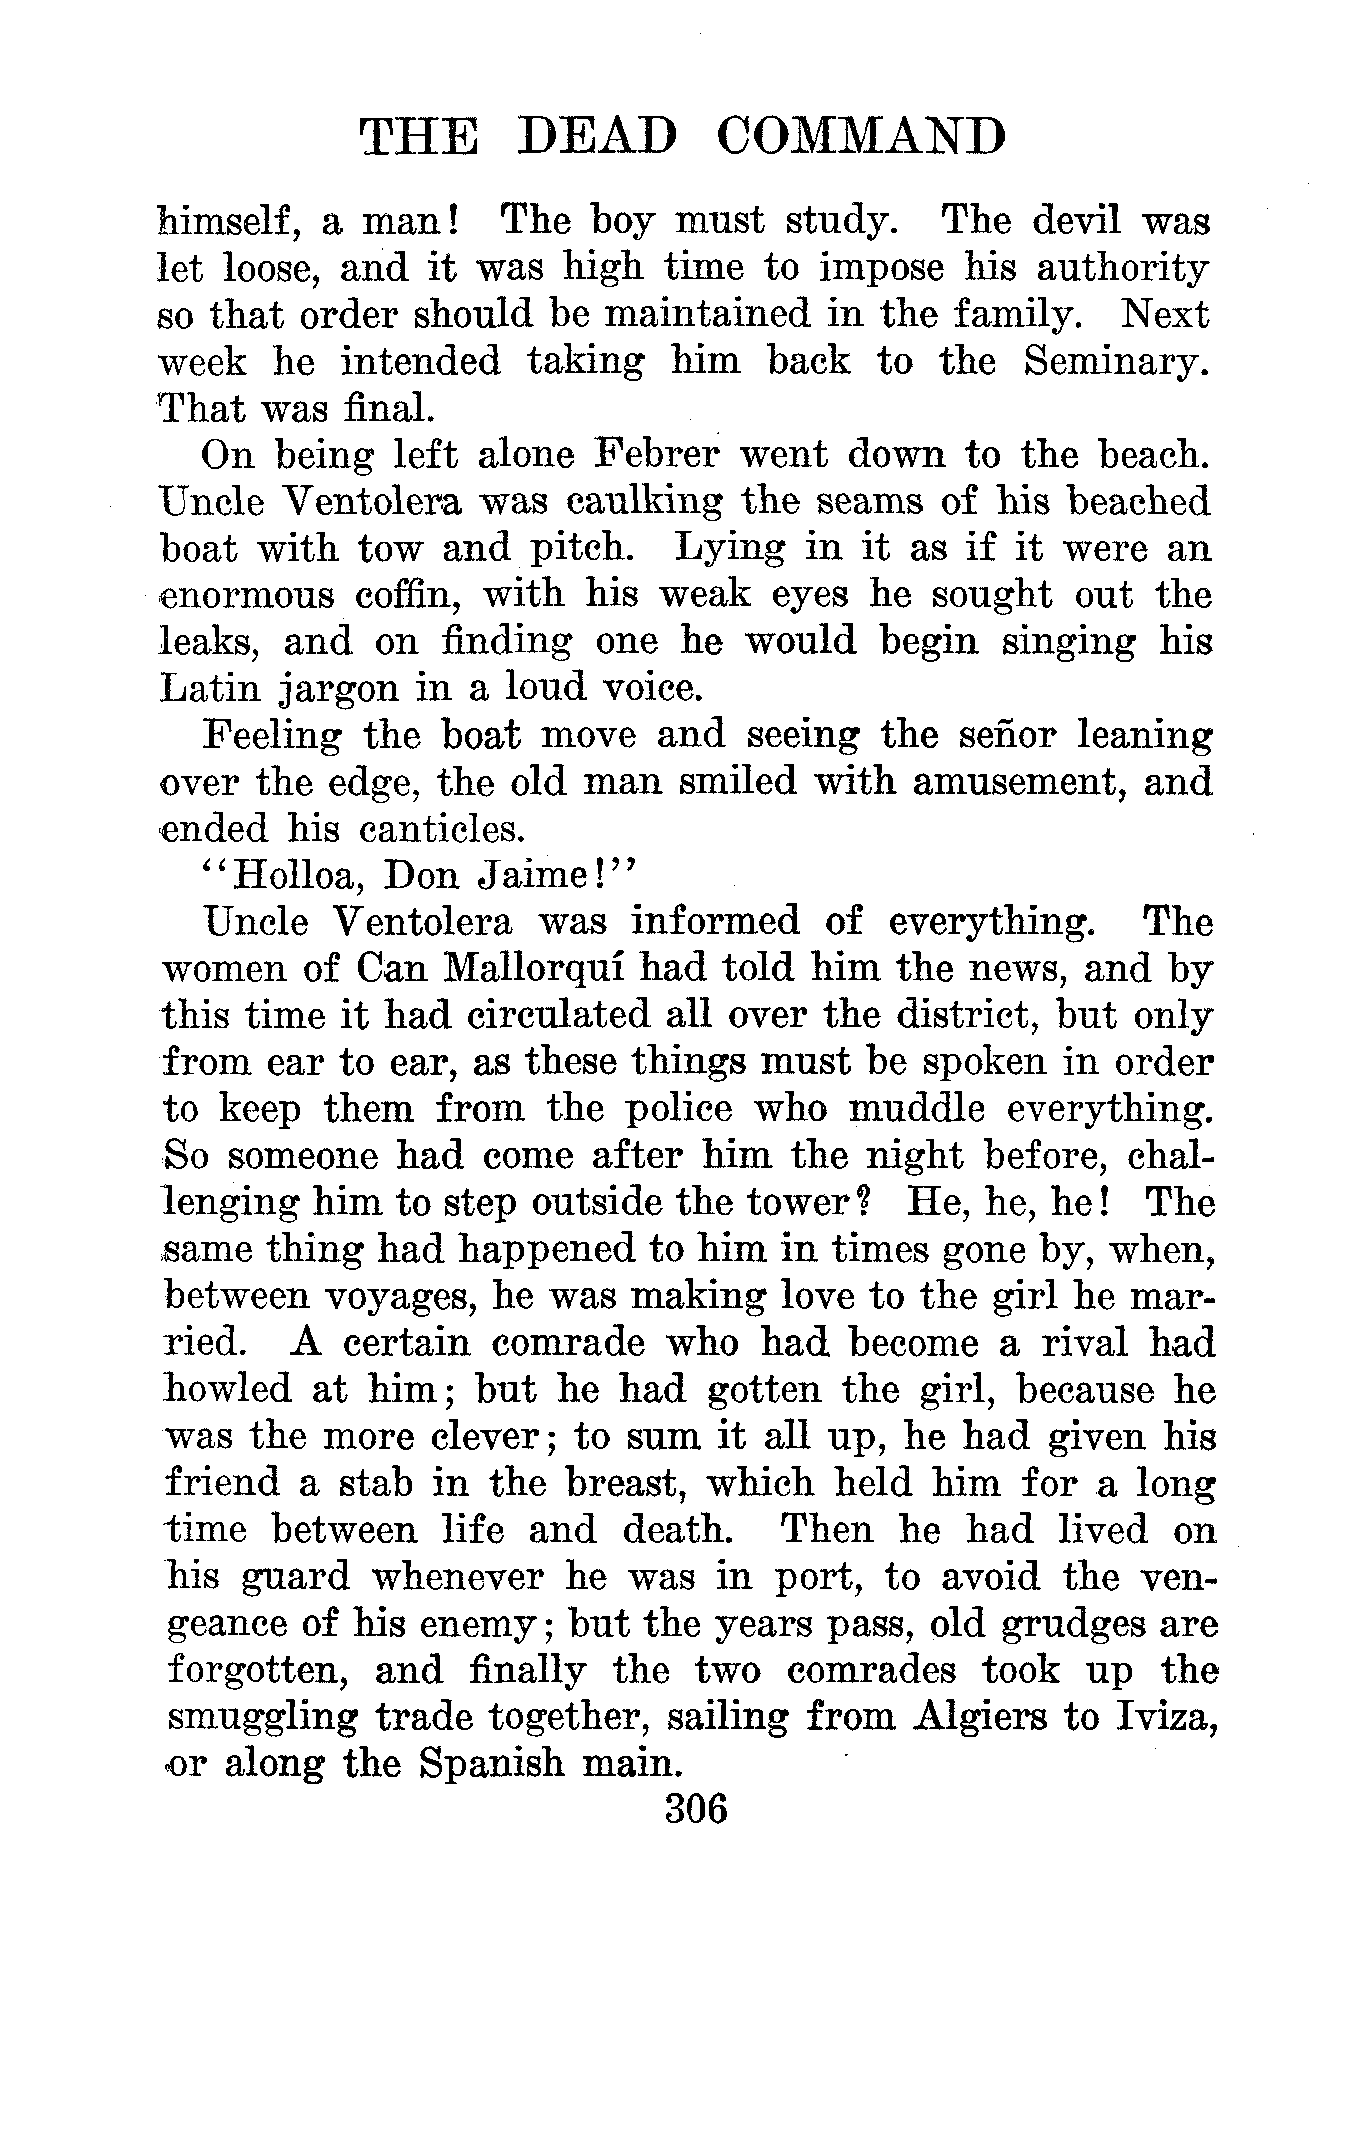 THE DEAD COMMAND
himself, a man! The boy must study. The devil was
let loose, and it was high time to impose his authority
so that order should be maintained in the family. Next
week he intended taking him back to the Seminary.
That was final.
On being left alone Febrer went down to the beach.
Uncle Ventolera was caulking the seams of his beached
boat with tow and pitch. Lying in it as if it were an
enormous coffin, with his weak eyes he sought out the
leaks, and on finding one he would begin singing his
Latin jargon in a loud voice.
Feeling the boat move and seeing the señor leaning
over the edge, the old man smiled with amusement, and
ended his canticles.
"Holloa, Don Jaime!"
Uncle Ventolera was informed of everything. The
women of Can Mallorquí had told him the news, and by
this time it had circulated all over the district, but only
from ear to ear, as these things must be spoken in order
to keep them from the police who muddle everything.
So someone had come after him the night before, chal-
lenging him to step outside the tower? He, he, he! The
same thing had happened to him in times gone by, when,
between voyages, he was making love to the girl he mar-
ried. A certain comrade who had become a rival had
howled at him; but he had gotten the girl, because he
was the more clever; to sum it all up, he had given his
friend a stab in the breast, which held him for a long
time between life and death. Then he had lived on
his guard whenever he was in port, to avoid the ven-
geance of his enemy; but the years pass, old grudges are
forgotten, and finally the two comrades took up the
smuggling trade together, sailing from Algiers to Iviza,
or along the Spanish main.
306